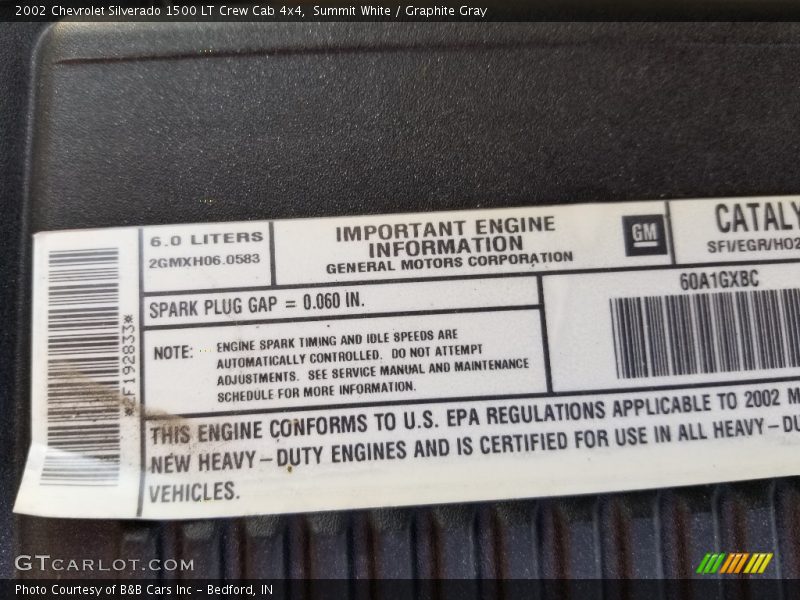 2002 Chevrolet Silverado 1500 LT Crew Cab 4x4, Summit White / Graphite Gray
6.0 LITERS
2GMXH06.0583
IMPORTANT ENGINE
INFORMATION
GENERAL MOTORS CORPORATION
GM
CATALY
SFI/EGR/HO2
SPARK PLUG GAP = 0.060 IN.
60A1GXBC
*F192833*
NOTE: ENGINE SPARK TIMING AND IDLE SPEEDS ARE
AUTOMATICALLY CONTROLLED. DO NOT ATTEMPT
ADJUSTMENTS. SEE SERVICE MANUAL AND MAINTENANCE
SCHEDULE FOR MORE INFORMATION.
THIS ENGINE CONFORMS TO U.S. EPA REGULATIONS APPLICABLE TO 2002 M
NEW HEAVY-DUTY ENGINES AND IS CERTIFIED FOR USE IN ALL HEAVY-DU
VEHICLES.
GTCARLOT.COM
Photo Courtesy of B&B Cars Inc - Bedford, IN